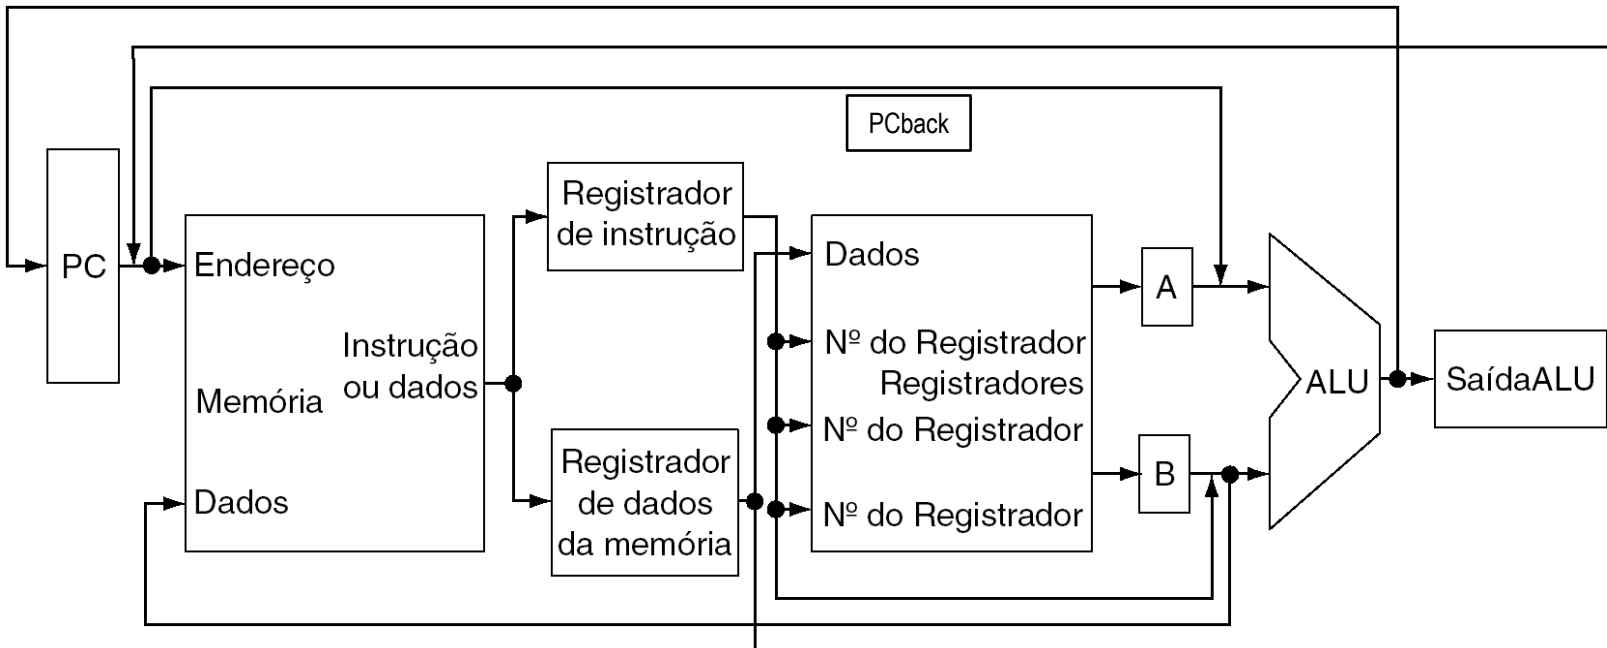 PCback
PC
Endereço
Memória
Instrução
ou dados
Dados
Registrador
de instrução
Registrador
de dados
da memória
Dados
Nº do Registrador
Registradores
Nº do Registrador
Nº do Registrador
A
B
ALU
SaídaALU